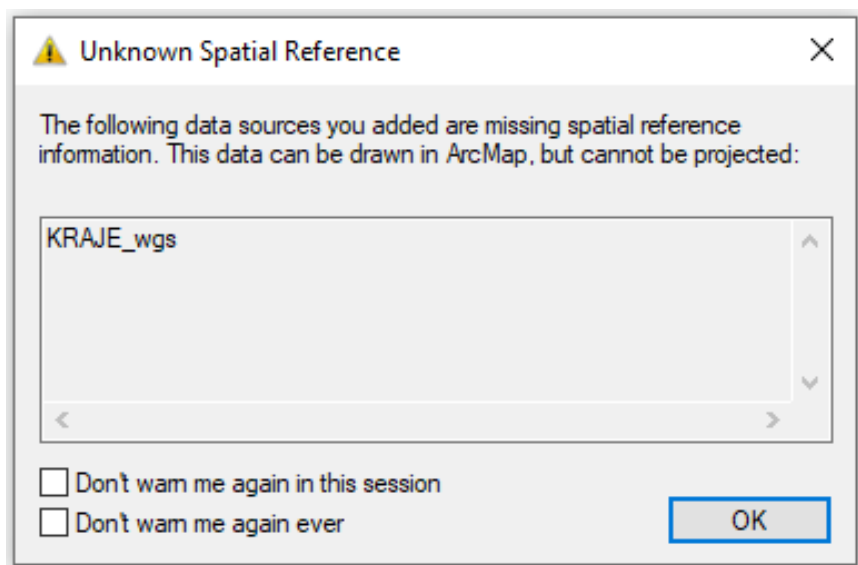 Unknown Spatial Reference
The following data sources you added are missing spatial reference
information. This data can be drawn in ArcMap, but cannot be projected:
KRAJE_wgs
Don't warn me again in this session
Don't warn me again ever
OK